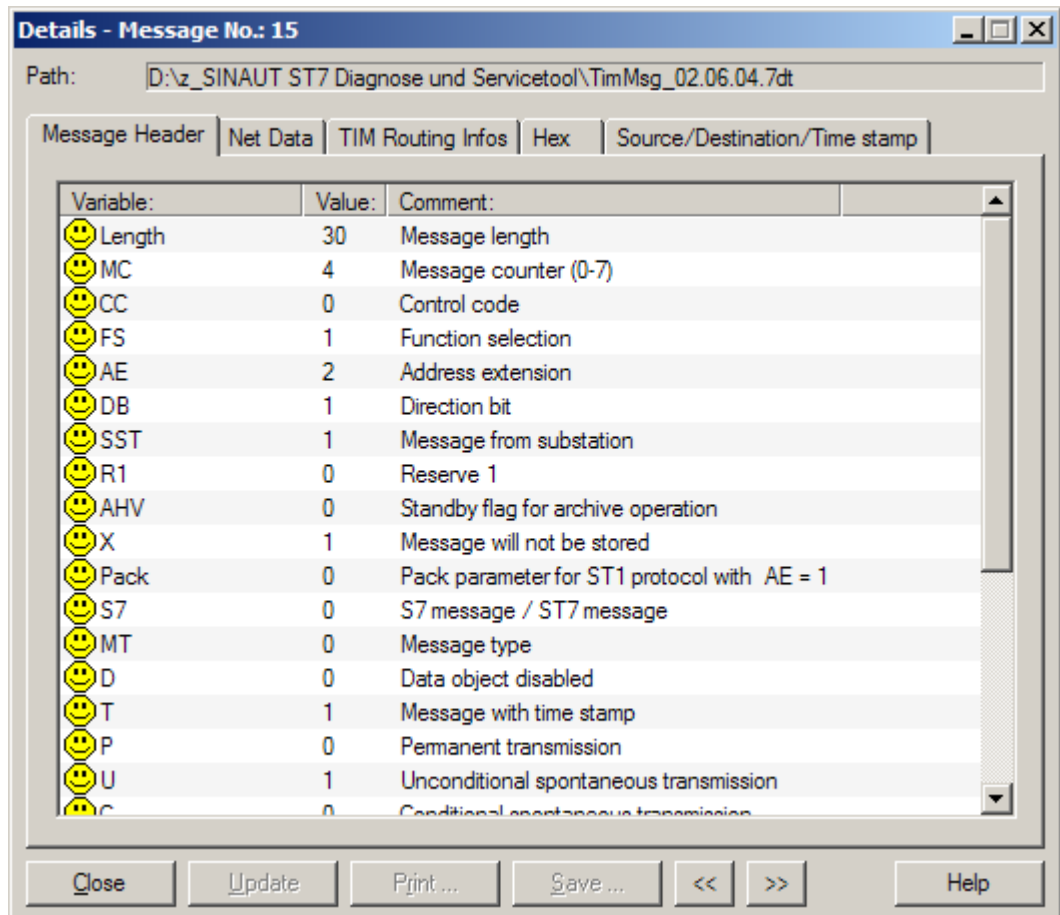 Details - Message No.: 15
Path: D:\z_SINAUT ST7 Diagnose und Servicetool\TimMsg_02.06.04.7dt
Message Header Net Data TIM Routing Infos Hex Source/Destination/Time stamp
Variable: Value: Comment:
Length 30 Message length
MC 4 Message counter (0-7)
CC 0 Control code
FS 1 Function selection
AE 2 Address extension
DB 1 Direction bit
SST 1 Message from substation
R1 0 Reserve 1
AHV 0 Standby flag for archive operation
X 1 Message will not be stored
Pack 0 Pack parameter for ST1 protocol with AE = 1
S7 0 S7 message / ST7 message
MT 0 Message type
D 0 Data object disabled
T 1 Message with time stamp
P 0 Permanent transmission
U 1 Unconditional spontaneous transmission
C 0 Conditional spontaneous transmission
Close Update Print ... Save ... << >> Help